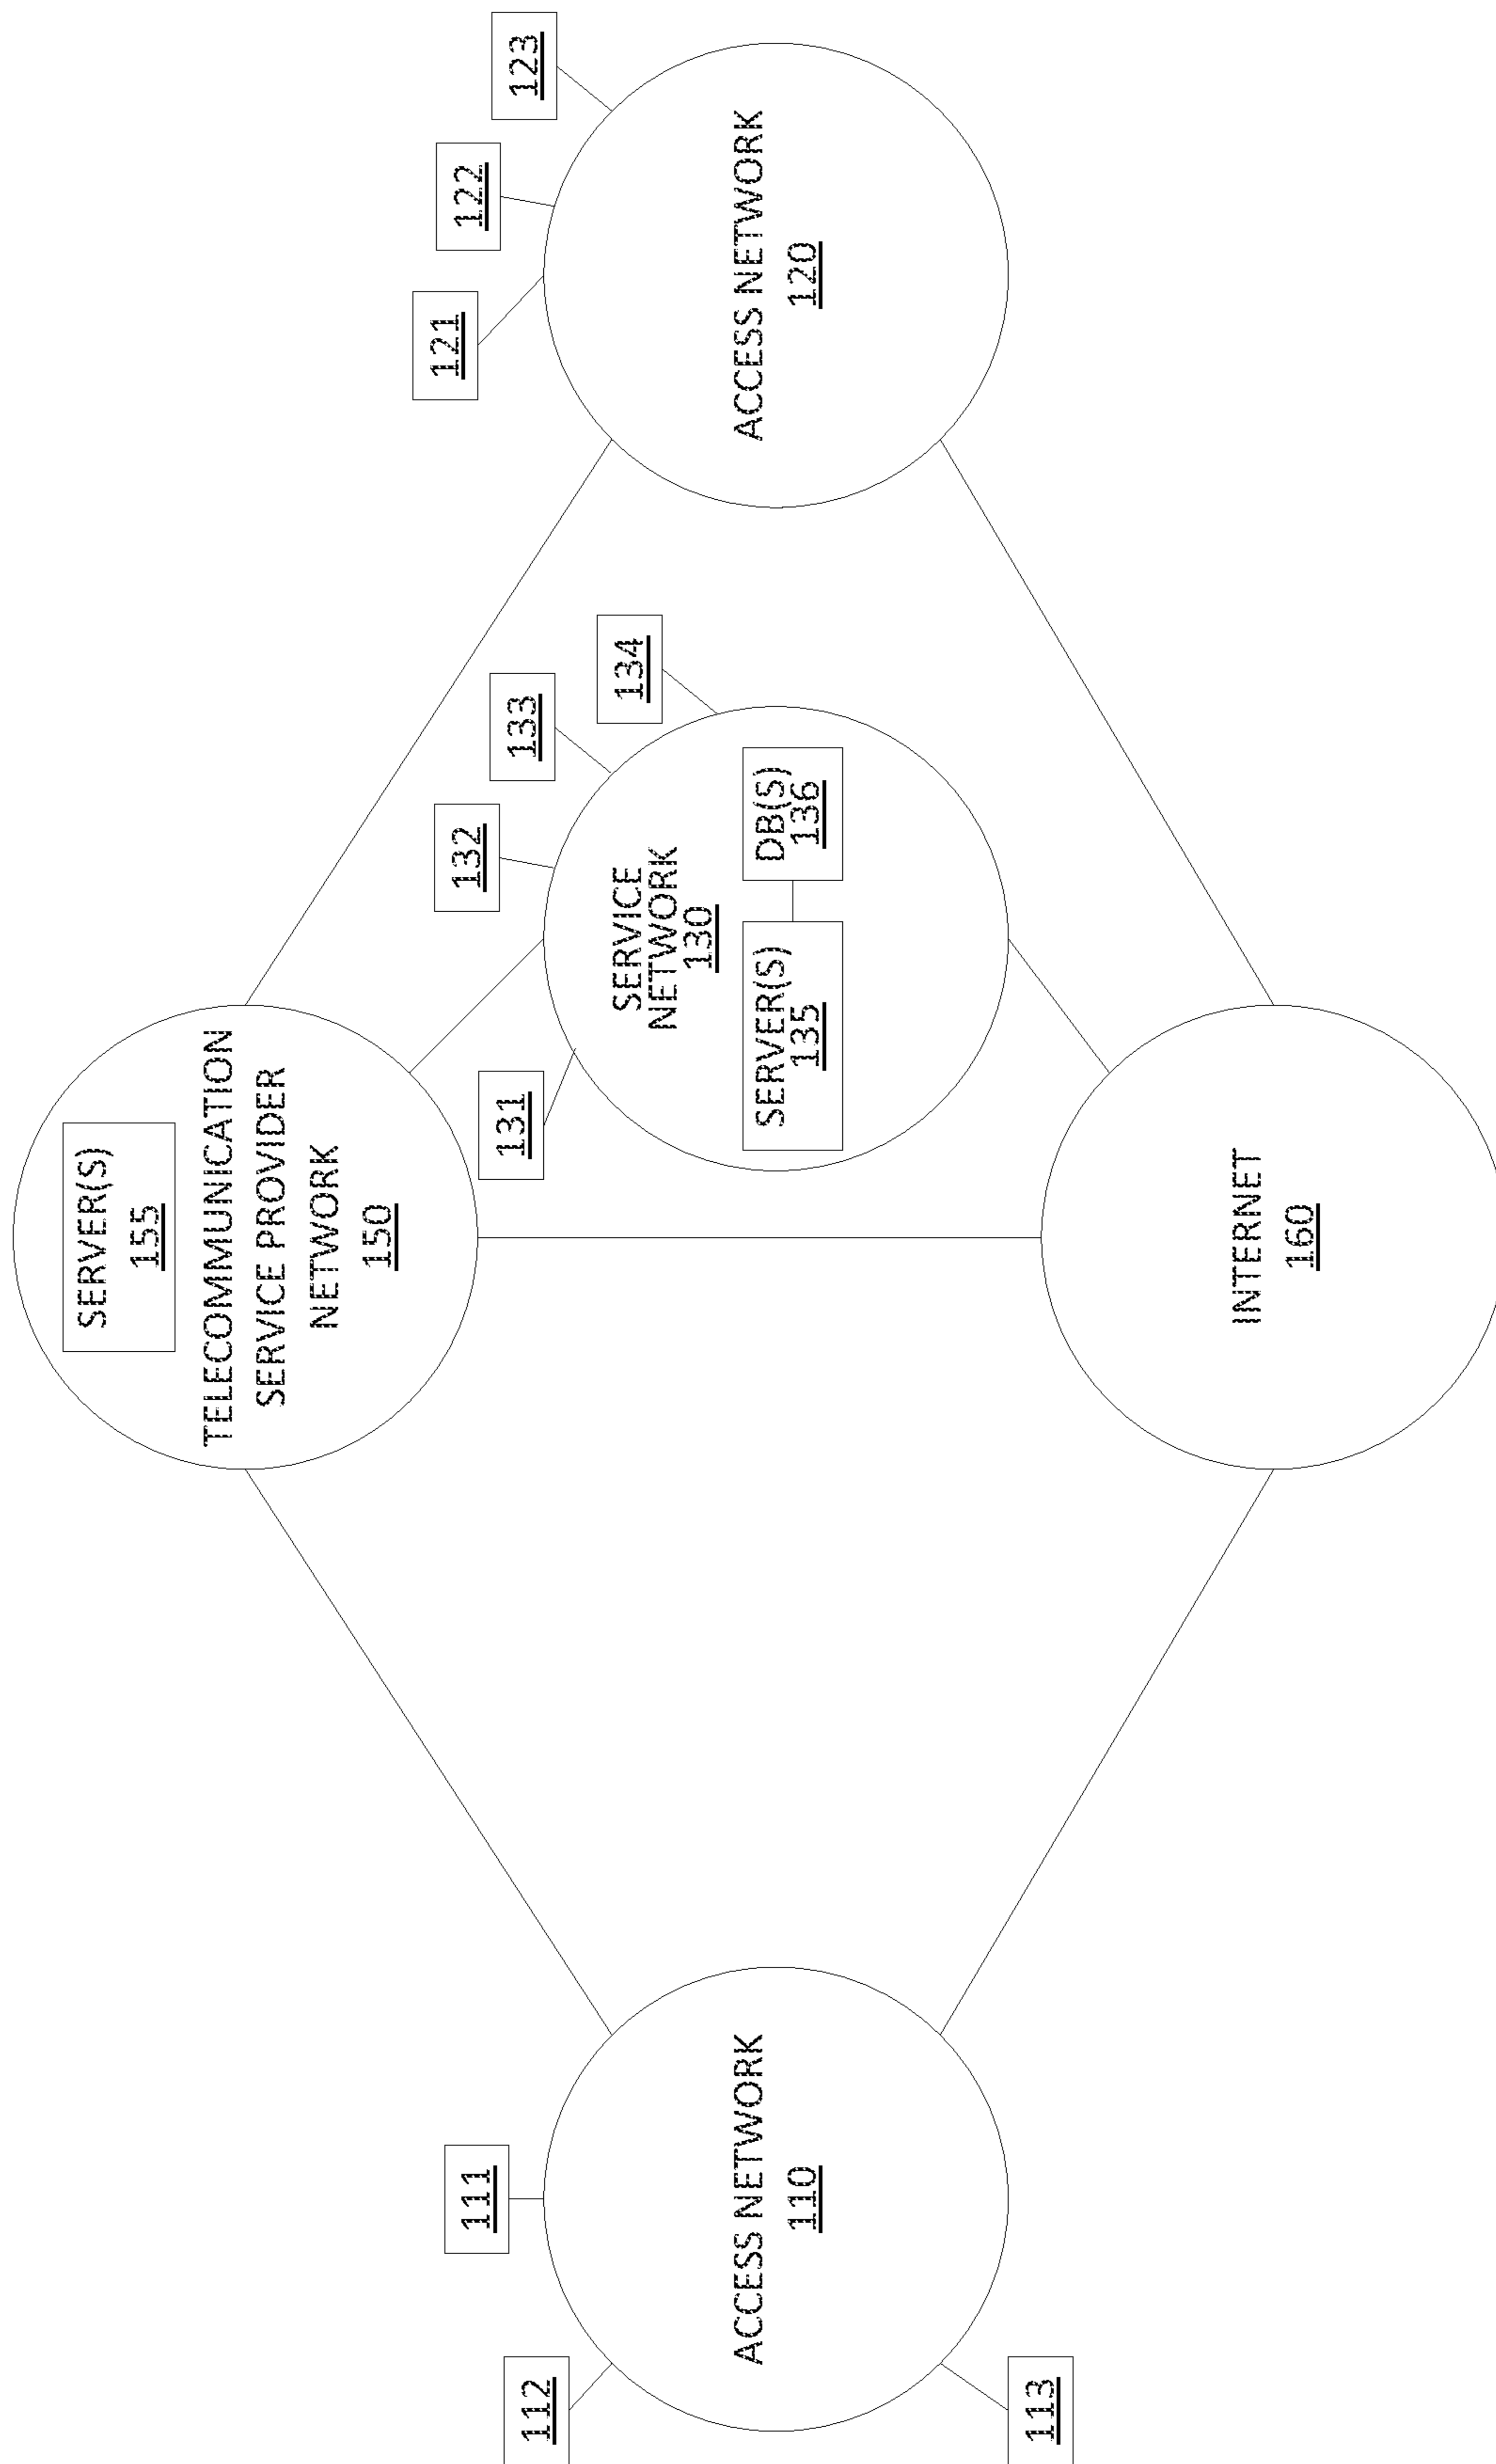 SERVER(S)
155
TELECOMMUNICATION
SERVICE PROVIDER
NETWORK
150
111
112
ACCESS NETWORK
110
113
131
132
133
134
SERVICE
NETWORK
130
SERVER(S)
135
DB(S)
136
121
122
123
ACCESS NETWORK
120
INTERNET
160